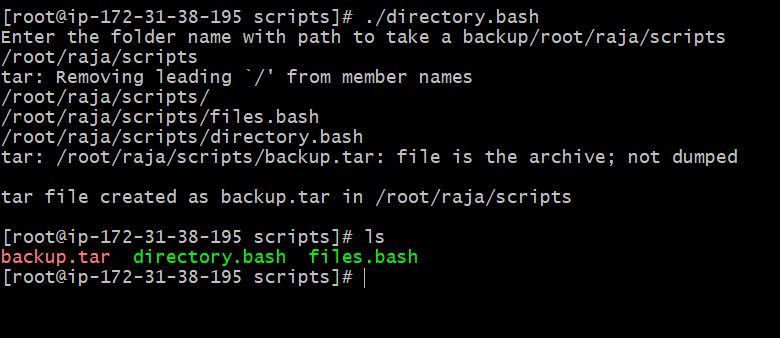 [root@ip-172-31-38-195 scripts]# ./directory.bash
Enter the folder name with path to take a backup/root/raja/scripts
/root/raja/scripts
tar: Removing leading `/' from member names
/root/raja/scripts/
/root/raja/scripts/files.bash
/root/raja/scripts/directory.bash
tar: /root/raja/scripts/backup.tar: file is the archive; not dumped
tar file created as backup.tar in /root/raja/scripts
[root@ip-172-31-38-195 scripts]# ls
backup.tar  directory.bash  files.bash
[root@ip-172-31-38-195 scripts]#